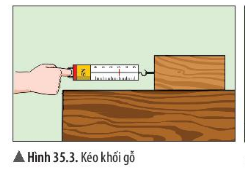 ▲ Hình 35.3. Kéo khối gỗ